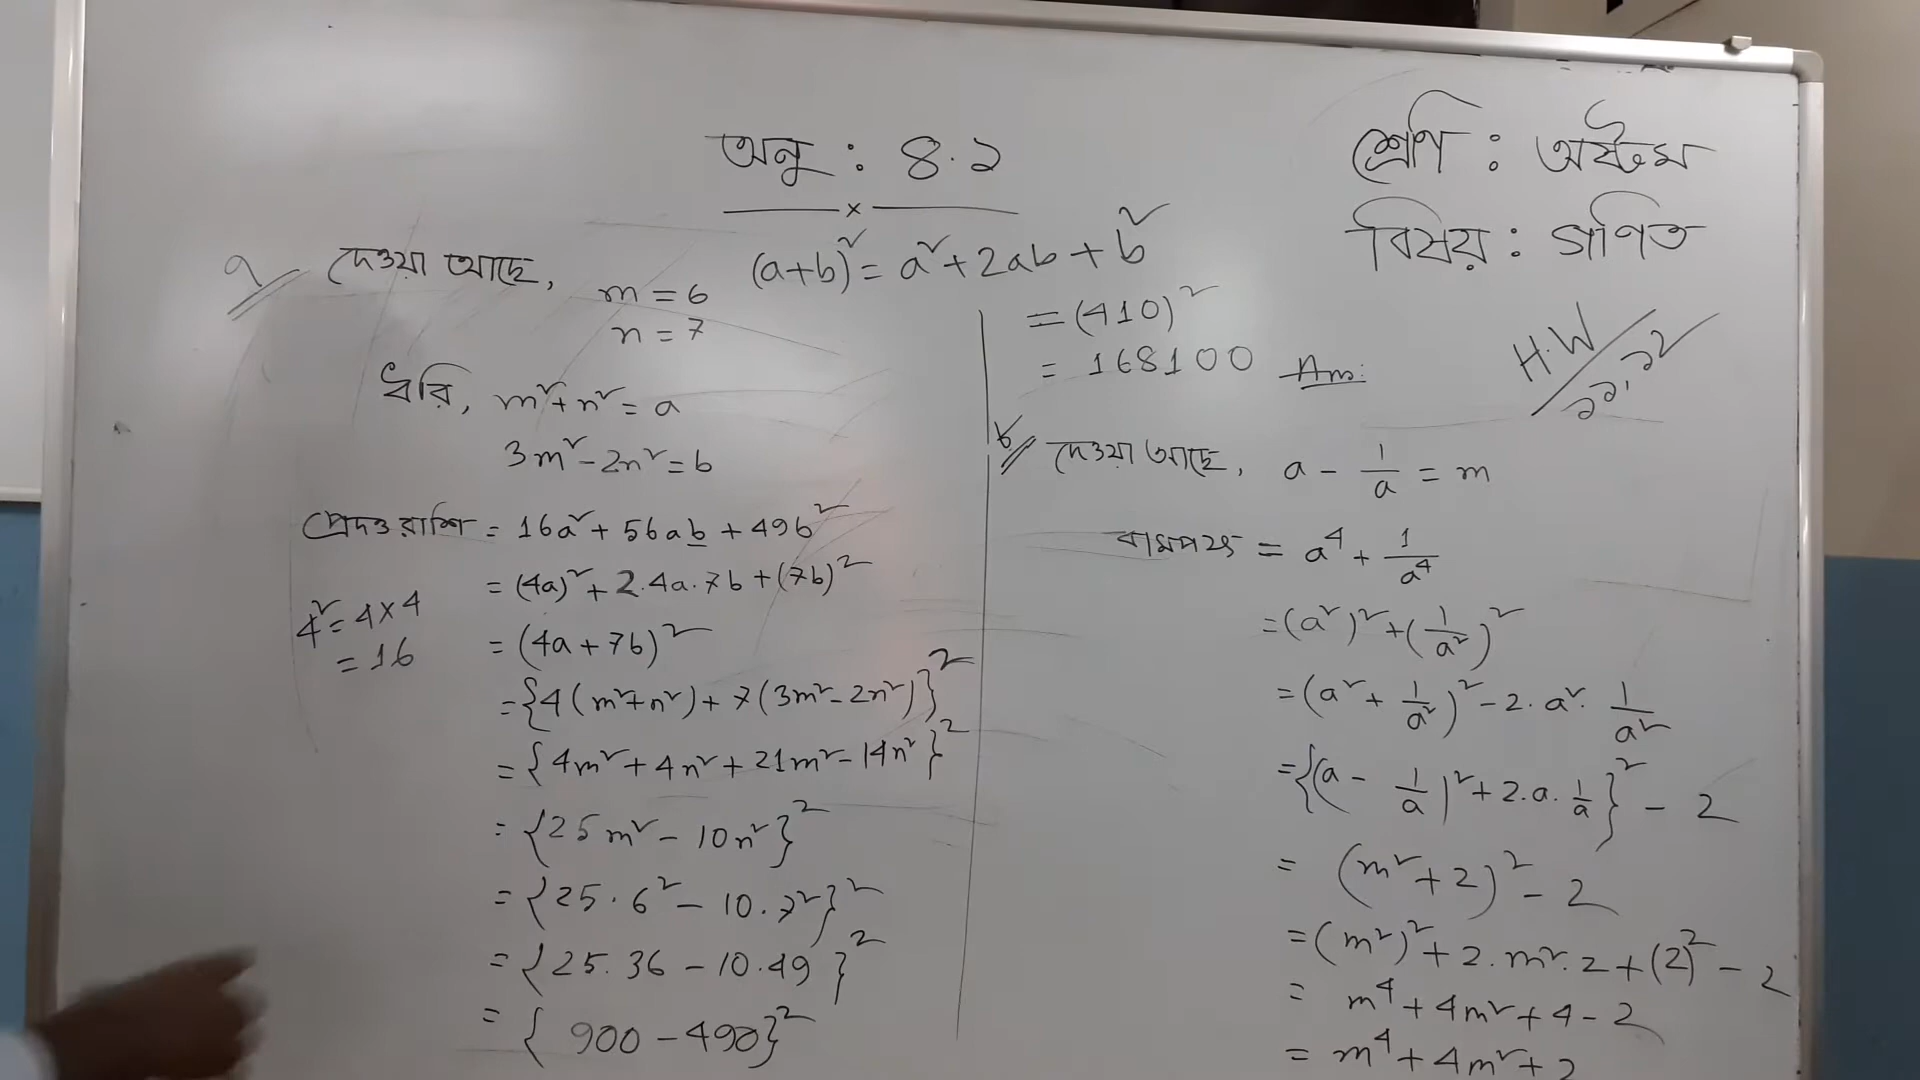 অনু : ৪.১
শ্রেণি : অষ্টম
বিষয় : গণিত
(a+b)² = a² + 2ab + b²
H.W
১১, ১২
৭
দেওয়া আছে,
m = 6
n = 7
ধরি, m² + n² = a
3m² - 2n² = b
প্রদত্ত রাশি = 16a² + 56ab + 49b²
= (4a)² + 2.4a.7b + (7b)²
4² = 4×4
= 16
= (4a + 7b)²
= {4(m²+n²) + 7(3m² - 2n²)}²
= {4m² + 4n² + 21m² - 14n²}²
= {25m² - 10n²}²
= {25.6² - 10.7²}²
= {25.36 - 10.49}²
= {900 - 490}²
= (410)²
= 168100 Ans:
৮ দেওয়া আছে, a - 1/a = m
বামপক্ষ = a⁴ + 1/a⁴
= (a²)² + (1/a²)²
= (a² + 1/a²)² - 2.a².1/a²
= {(a - 1/a)² + 2.a.1/a}² - 2
= (m² + 2)² - 2
= (m²)² + 2.m².2 + (2)² - 2
= m⁴ + 4m² + 4 - 2
= m⁴ + 4m² + 2